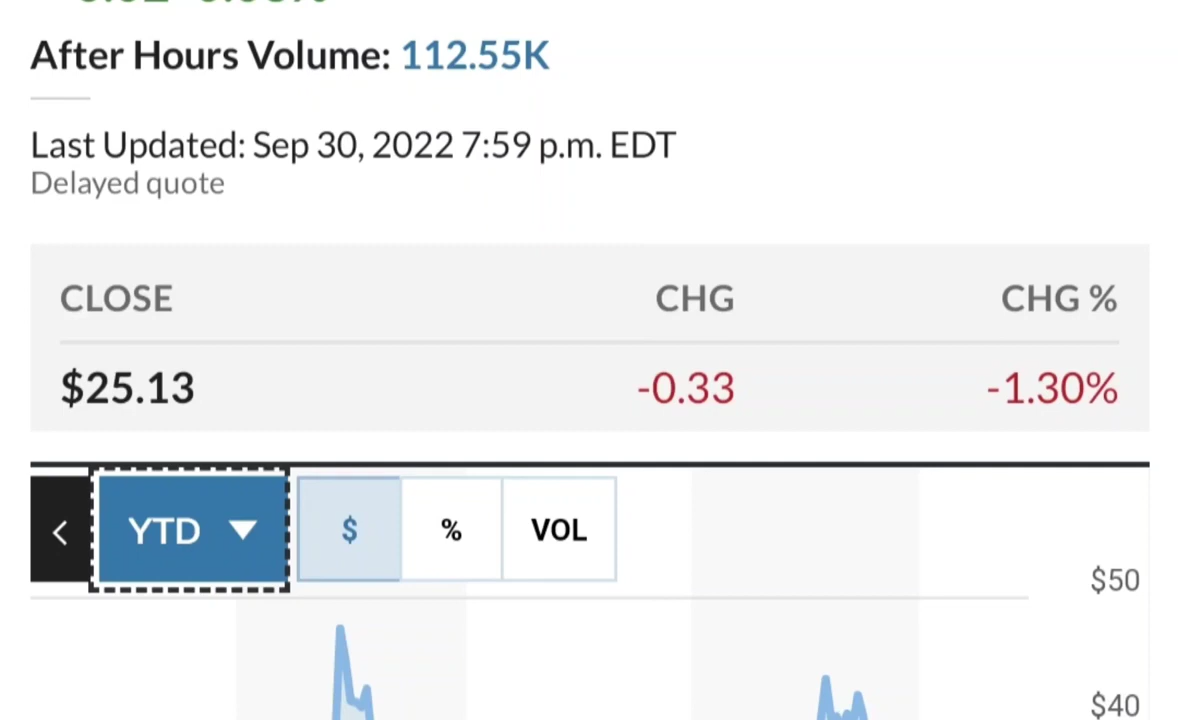 After Hours Volume: 112.55K
Last Updated: Sep 30, 2022 7:59 p.m. EDT
Delayed quote
CLOSE CHG CHG %
$25.13 -0.33 -1.30%
YTD $ % VOL
$50
$40